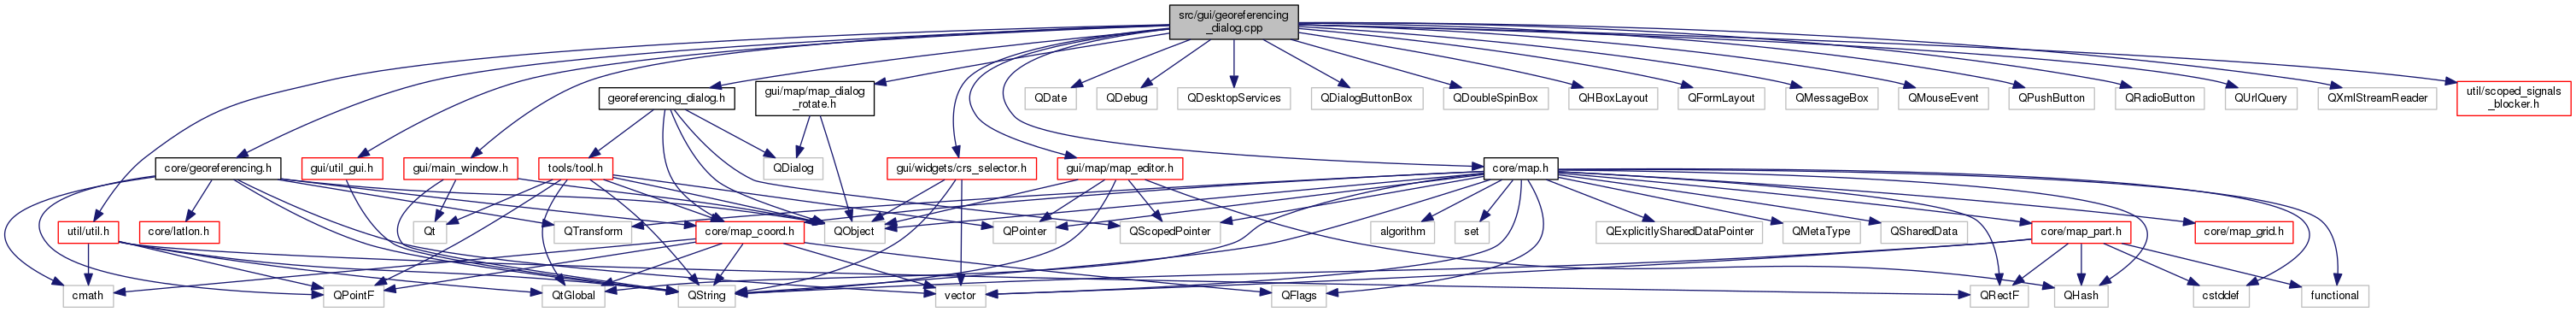 src/gui/georeferencing
_dialog.cpp
georeferencing_dialog.h
gui/map/map_dialog
_rotate.h
QDate
QDebug
QDesktopServices
QDialogButtonBox
QDoubleSpinBox
QHBoxLayout
QFormLayout
QMessageBox
QMouseEvent
QPushButton
QRadioButton
QUrlQuery
QXmlStreamReader
util/scoped_signals
_blocker.h
core/georeferencing.h
gui/util_gui.h
gui/main_window.h
tools/tool.h
QDialog
gui/widgets/crs_selector.h
gui/map/map_editor.h
core/map.h
util/util.h
core/latlon.h
Qt
QTransform
core/map_coord.h
QObject
QPointer
QScopedPointer
algorithm
set
QExplicitlySharedDataPointer
QMetaType
QSharedData
core/map_part.h
core/map_grid.h
cmath
QPointF
QtGlobal
QString
vector
QFlags
QRectF
QHash
cstddef
functional